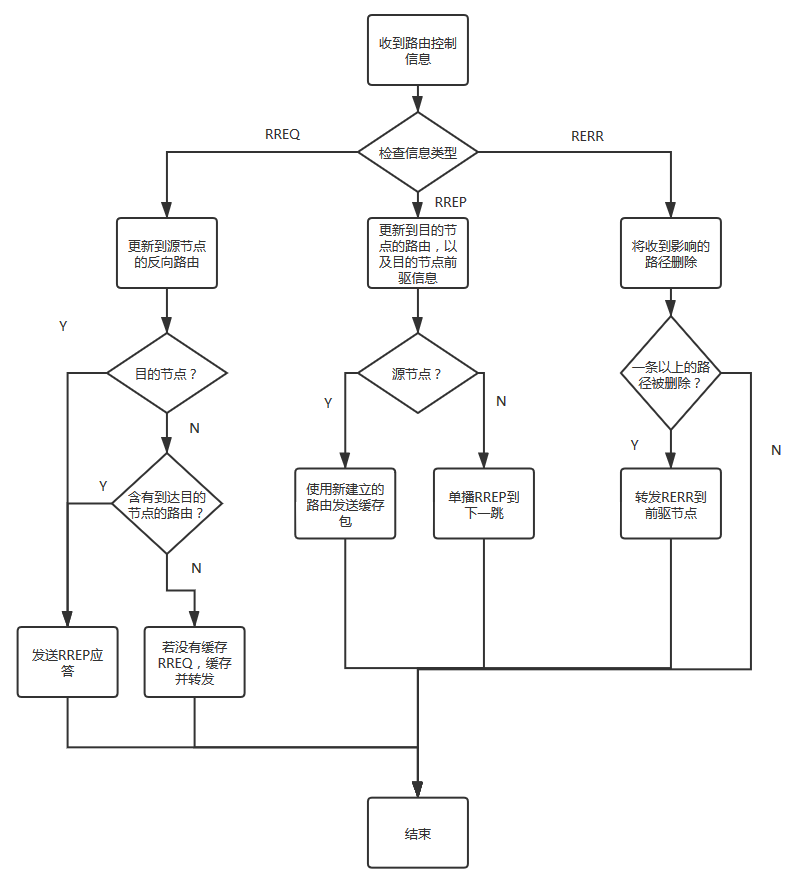 收到路由控制
信息
RREQ
检查信息类型
RERR
RREP
更新到源节点
的反向路由
更新到目的节
点的路由，以
及目的节点前
驱信息
将收到影响的
路径删除
Y
目的节点？
源节点？
一条以上的路
径被删除？
N
Y
N
Y
N
Y
含有到达目的
节点的路由？
使用新建立的
路由发送缓存
包
单播RREP到
下一跳
转发RERR到
前驱节点
N
发送RREP应
答
若没有缓存
RREQ，缓存
并转发
结束